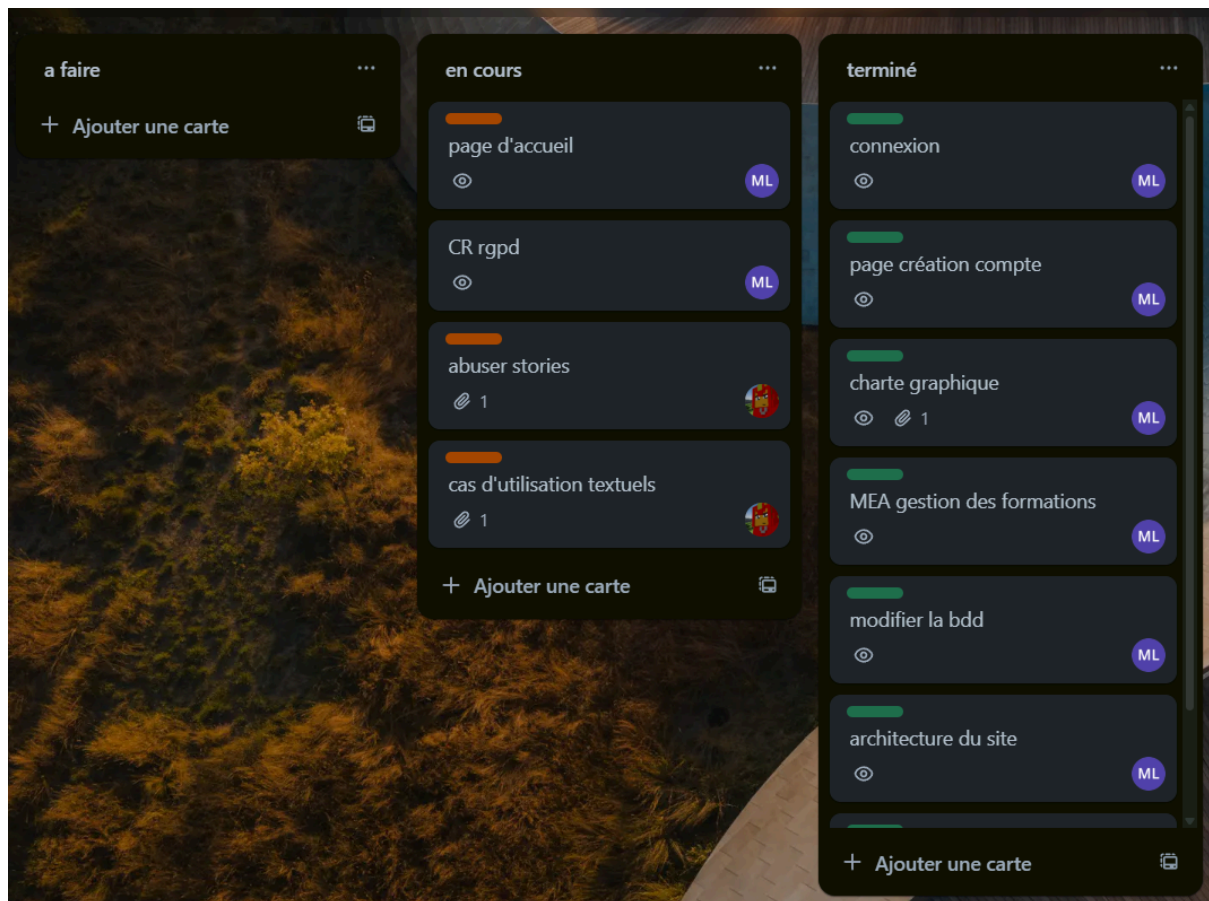 a faire
Ajouter une carte
en cours
page d'accueil
ML
CR rgpd
ML
abuser stories
1
cas d'utilisation textuels
1
Ajouter une carte
terminé
connexion
ML
page création compte
ML
charte graphique
1
ML
MEA gestion des formations
ML
modifier la bdd
ML
architecture du site
ML
Ajouter une carte